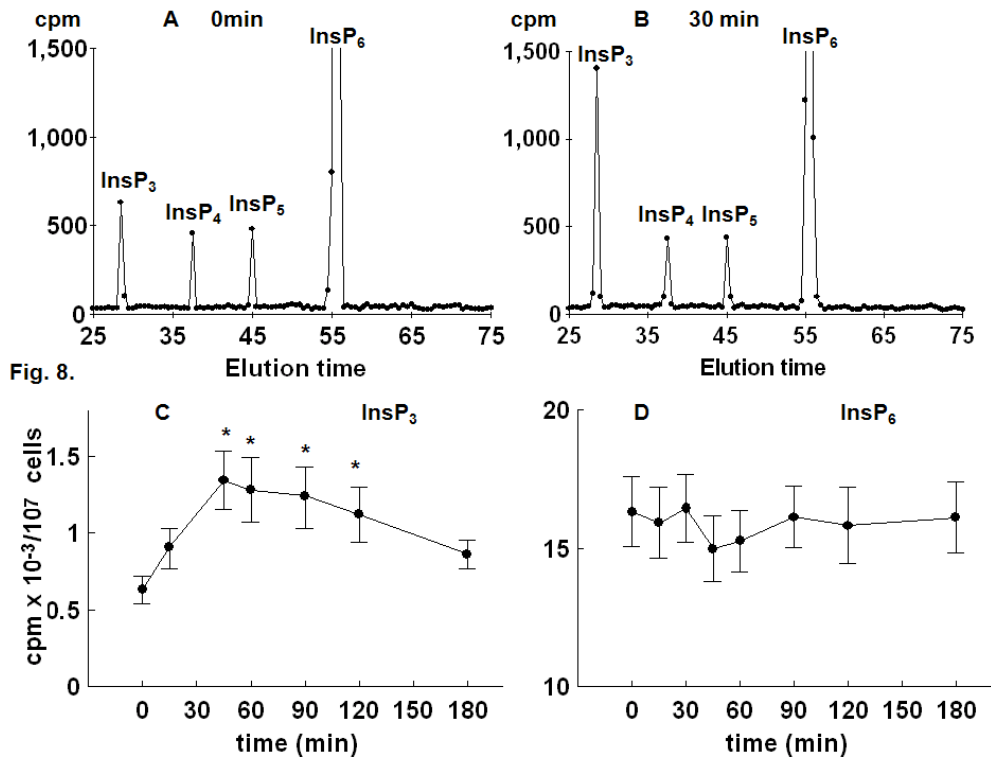 cpm A 0min
InsP6
1,500
1,000
500
0
InsP3
InsP4
InsP5
25 35 45 55 65 75
Elution time
cpm B 30 min
InsP6
1,500
1,000
500
0
InsP3
InsP4
InsP5
25 35 45 55 65 75
Elution time
Fig. 8.
C InsP3
cpm x 10-3/107 cells
1.5
1
0.5
0
* * * *
0 30 60 90 120 150 180
time (min)
D InsP6
20
15
10
0 30 60 90 120 150 180
time (min)